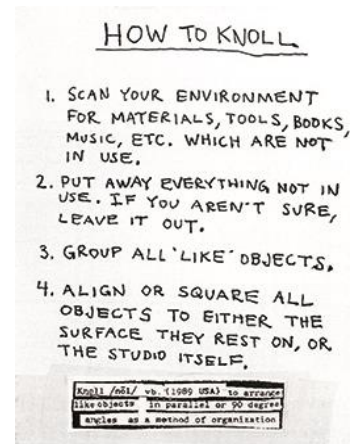 HOW TO KNOLL
1. SCAN YOUR ENVIRONMENT
FOR MATERIALS, TOOLS, BOOKS,
MUSIC, ETC. WHICH ARE NOT
IN USE.
2. PUT AWAY EVERYTHING NOT IN
USE. IF YOU AREN'T SURE,
LEAVE IT OUT.
3. GROUP ALL 'LIKE' OBJECTS.
4. ALIGN OR SQUARE ALL
OBJECTS TO EITHER THE
SURFACE THEY REST ON, OR
THE STUDIO ITSELF.
Knoll /nōl/ vb. (1989 USA) to arrange
like objects in parallel or 90 degree
angles as a method of organization